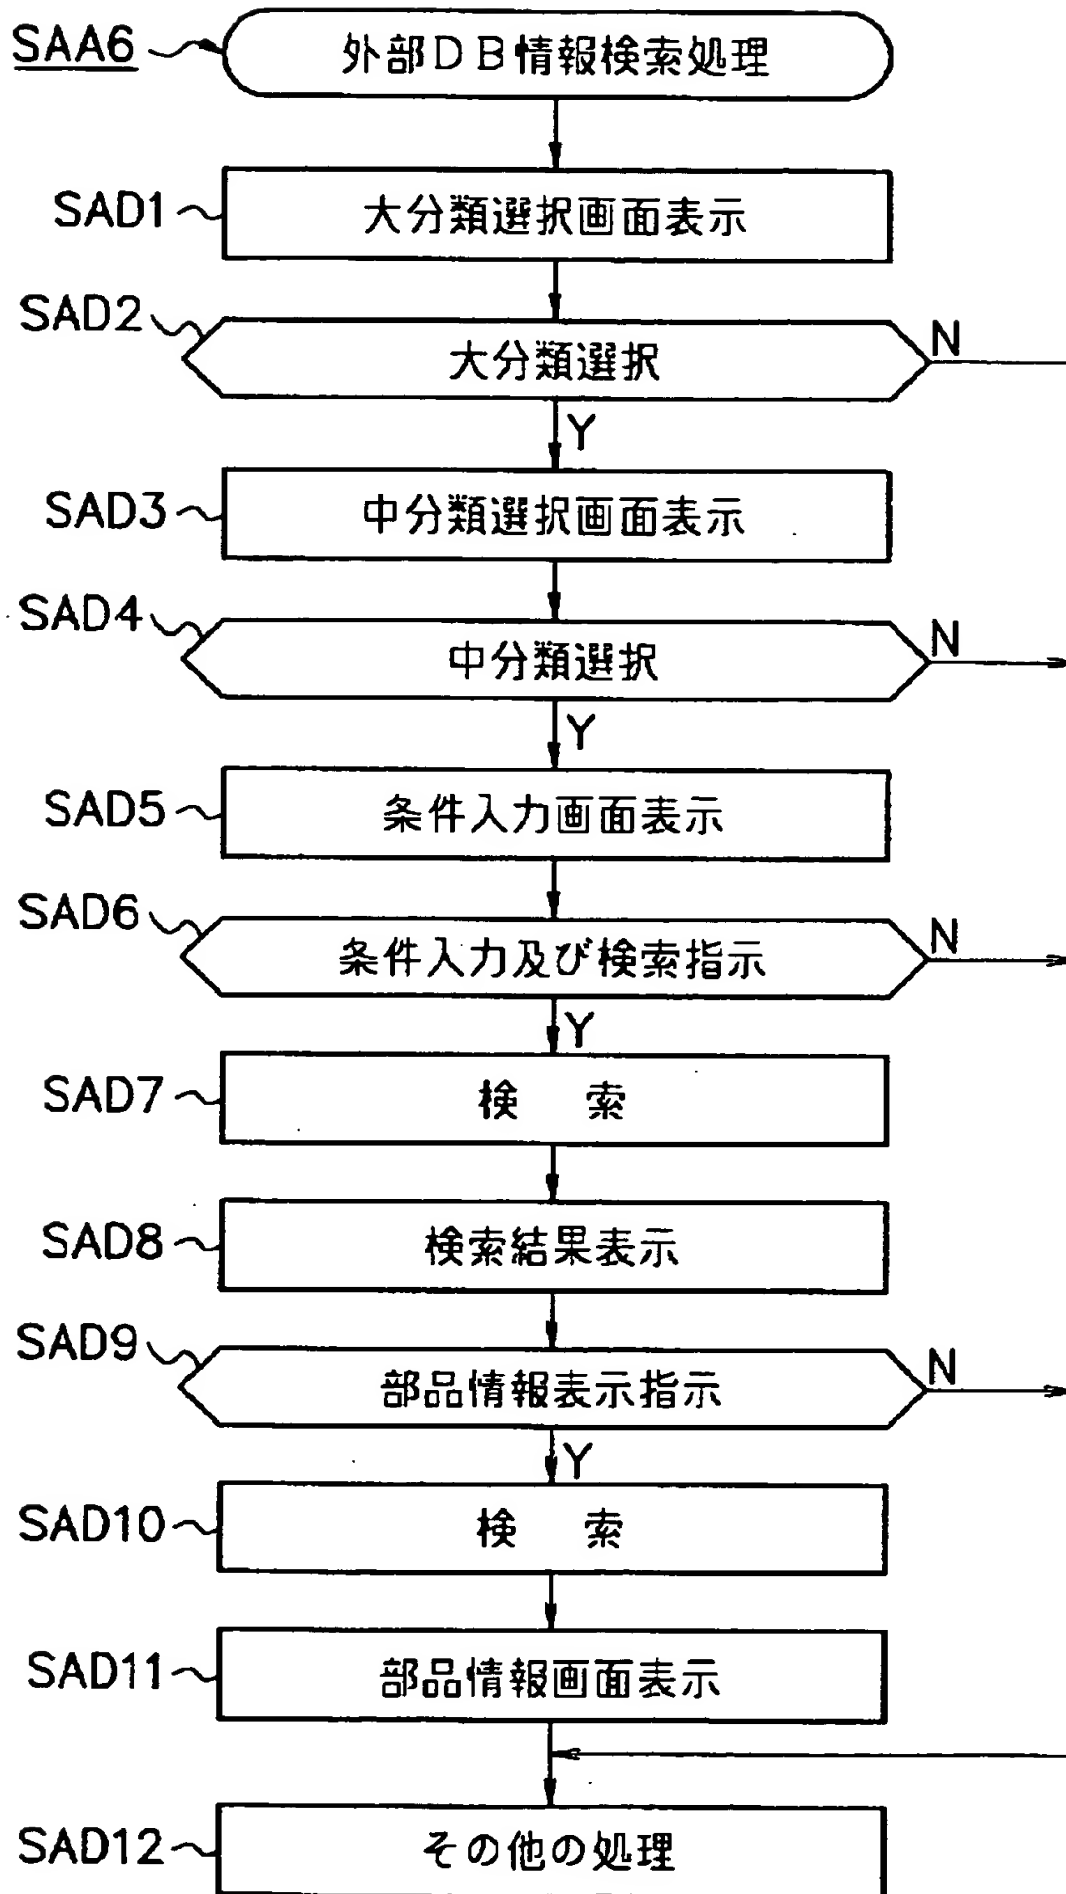 SAA6 外部DB情報検索処理
SAD1 大分類選択画面表示
SAD2 大分類選択 N
Y
SAD3 中分類選択画面表示
SAD4 中分類選択 N
Y
SAD5 条件入力画面表示
SAD6 条件入力及び検索指示 N
Y
SAD7 検 索
SAD8 検索結果表示
SAD9 部品情報表示指示 N
Y
SAD10 検 索
SAD11 部品情報画面表示
SAD12 その他の処理